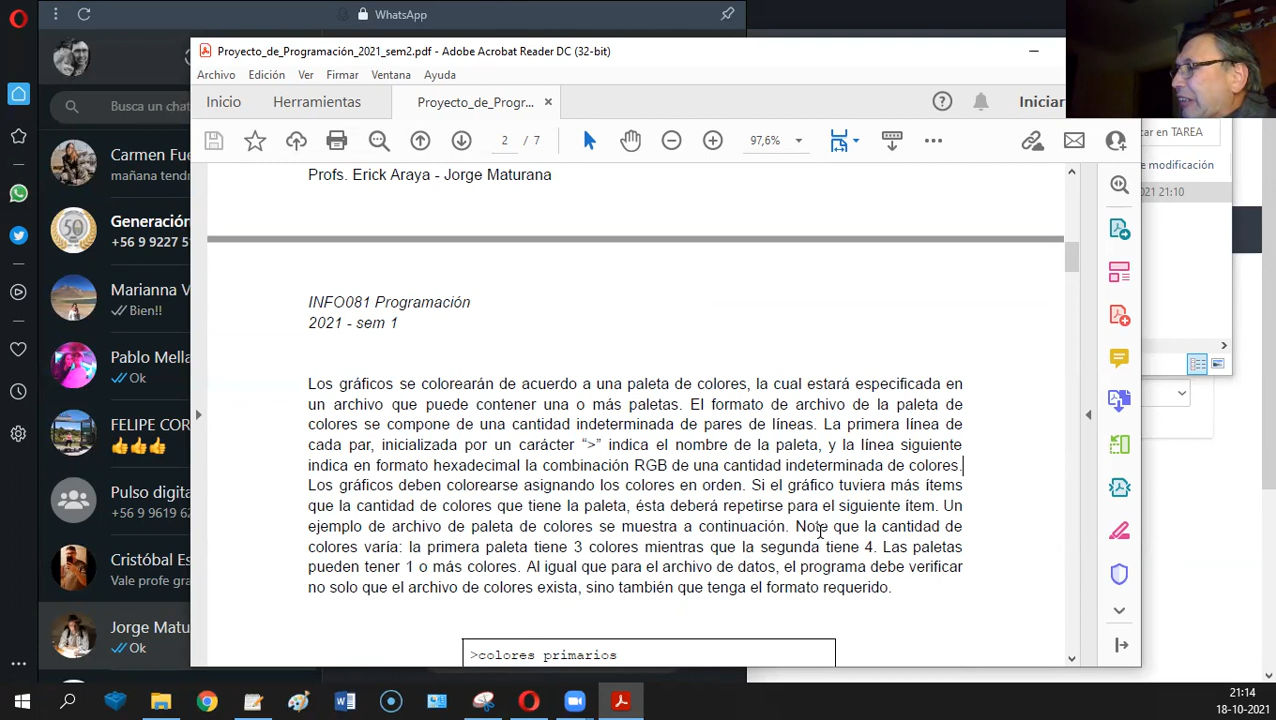 WhatsApp
Proyecto_de_Programación_2021_sem2.pdf - Adobe Acrobat Reader DC (32-bit)
Archivo Edición Ver Firmar Ventana Ayuda
Inicio Herramientas Proyecto_de_Progr... Iniciar
2 / 7 97,6%
Busca un chat
car en TAREA
e modificación
021 21:10
Carmen Fue
mañana tend
Generación
+56 9 9227 5
Marianna V
Bien!!
Pablo Mella
Ok
FELIPE COR
Pulso digita
Cristóbal Es
Vale profe gra
Jorge Matu
Ok
Profs. Erick Araya - Jorge Maturana
INFO081 Programación
2021 - sem 1
Los gráficos se colorearán de acuerdo a una paleta de colores, la cual estará especificada en
un archivo que puede contener una o más paletas. El formato de archivo de la paleta de
colores se compone de una cantidad indeterminada de pares de líneas. La primera línea de
cada par, inicializada por un carácter “>” indica el nombre de la paleta, y la línea siguiente
indica en formato hexadecimal la combinación RGB de una cantidad indeterminada de colores.
Los gráficos deben colorearse asignando los colores en orden. Si el gráfico tuviera más ítems
que la cantidad de colores que tiene la paleta, ésta deberá repetirse para el siguiente ítem. Un
ejemplo de archivo de paleta de colores se muestra a continuación. Note que la cantidad de
colores varía: la primera paleta tiene 3 colores mientras que la segunda tiene 4. Las paletas
pueden tener 1 o más colores. Al igual que para el archivo de datos, el programa debe verificar
no solo que el archivo de colores exista, sino también que tenga el formato requerido.
>colores primarios
21:14
18-10-2021